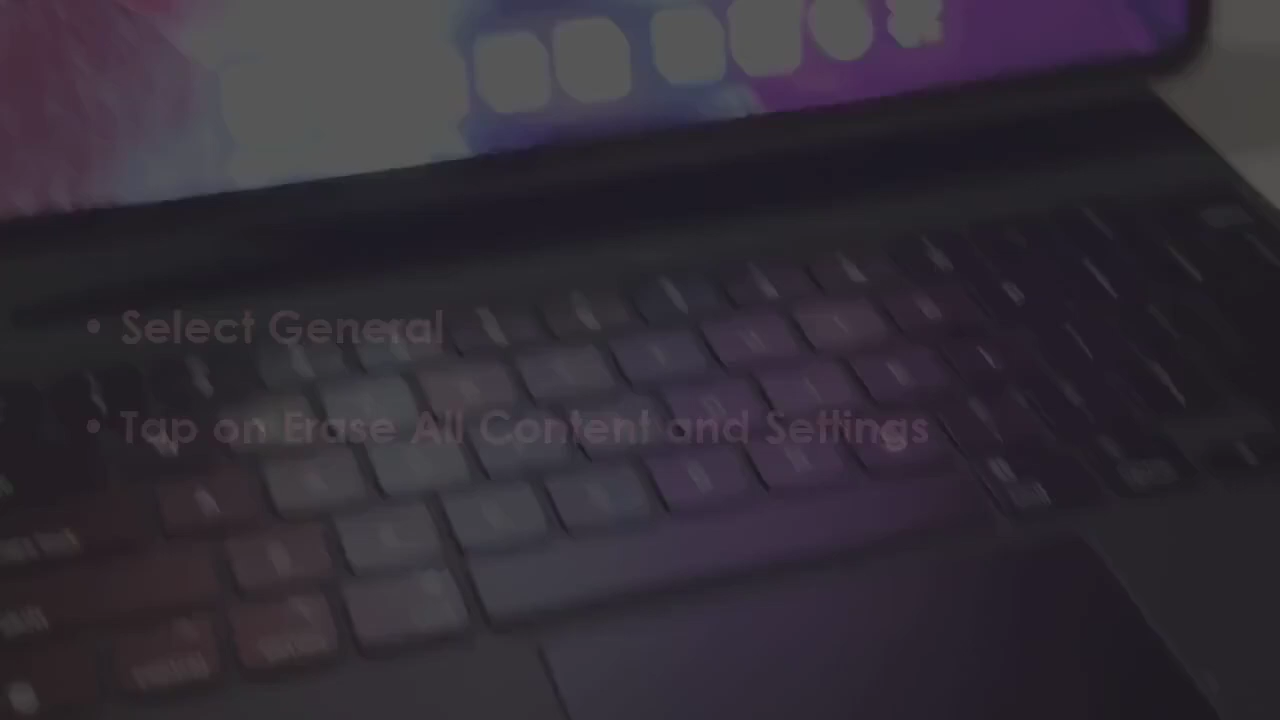 • Select General
• Tap on Erase All Content and Settings